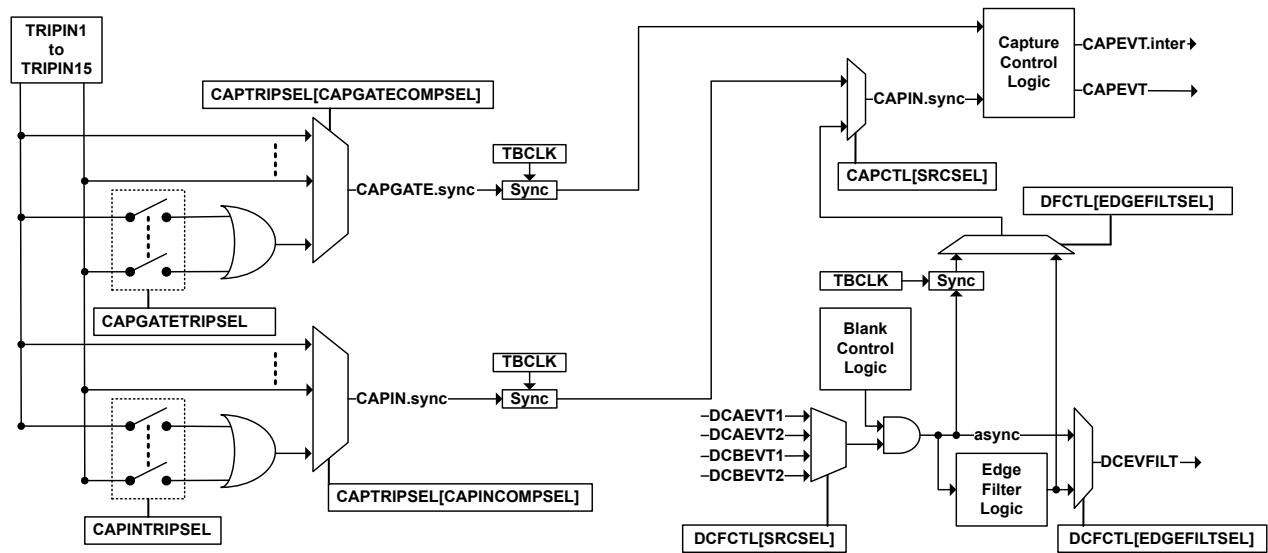 TRIPIN1
to
TRIPIN15
CAPTRIPSEL[CAPGATECOMPSEL]
CAPGATE.sync
TBCLK
Sync
CAPGATETRIPSEL
CAPIN.sync
TBCLK
Sync
CAPTRIPSEL[CAPINCOMPSEL]
CAPINTRIPSEL
Capture
Control
Logic
CAPEVT.inter
CAPEVT
CAPIN.sync
CAPCTL[SRCSEL]
DFCTL[EDGEFILTSEL]
TBCLK
Sync
Blank
Control
Logic
DCAEVT1
DCAEVT2
DCBEVT1
DCBEVT2
async
Edge
Filter
Logic
DCEVFILT
DCFCTL[SRCSEL]
DCFCTL[EDGEFILTSEL]